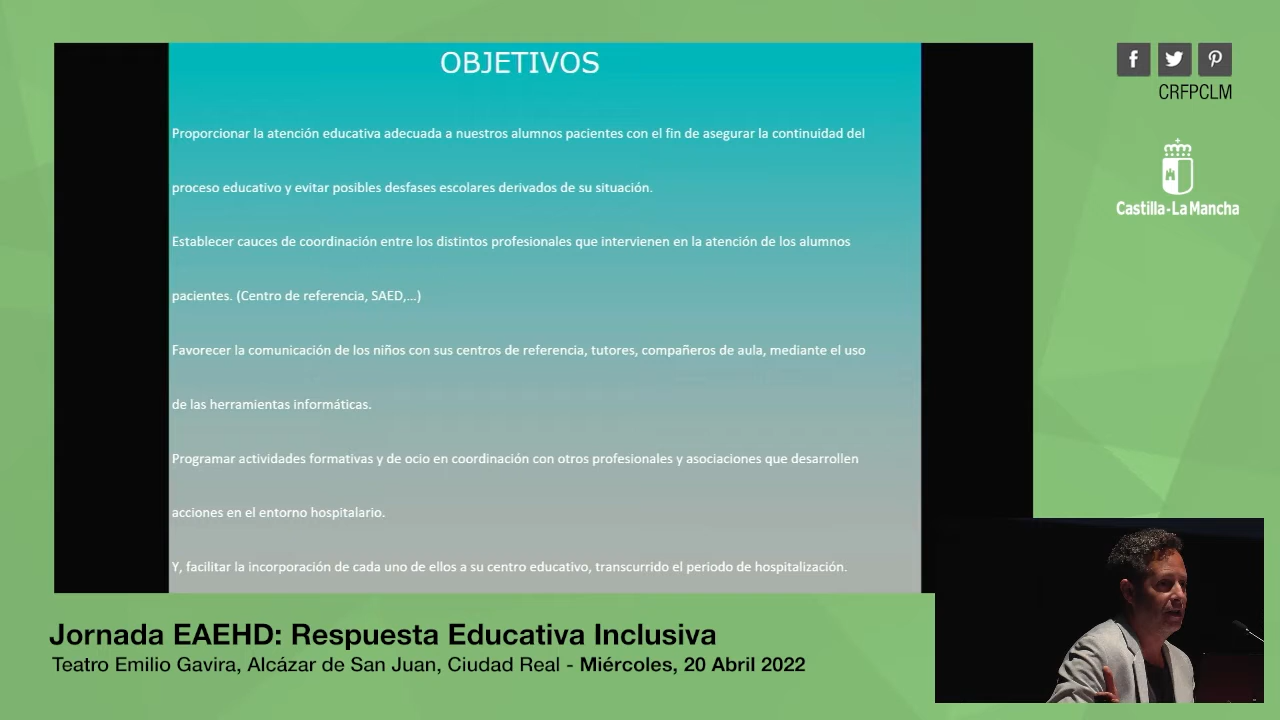 OBJETIVOS
Proporcionar la atención educativa adecuada a nuestros alumnos pacientes con el fin de asegurar la continuidad del
proceso educativo y evitar posibles desfases escolares derivados de su situación.
Establecer cauces de coordinación entre los distintos profesionales que intervienen en la atención de los alumnos
pacientes. (Centro de referencia, SAED,...)
Favorecer la comunicación de los niños con sus centros de referencia, tutores, compañeros de aula, mediante el uso
de las herramientas informáticas.
Programar actividades formativas y de ocio en coordinación con otros profesionales y asociaciones que desarrollen
acciones en el entorno hospitalario.
Y, facilitar la incorporación de cada uno de ellos a su centro educativo, transcurrido el periodo de hospitalización.
CRFPCLM
Castilla-La Mancha
Jornada EAEHD: Respuesta Educativa Inclusiva
Teatro Emilio Gavira, Alcázar de San Juan, Ciudad Real - Miércoles, 20 Abril 2022